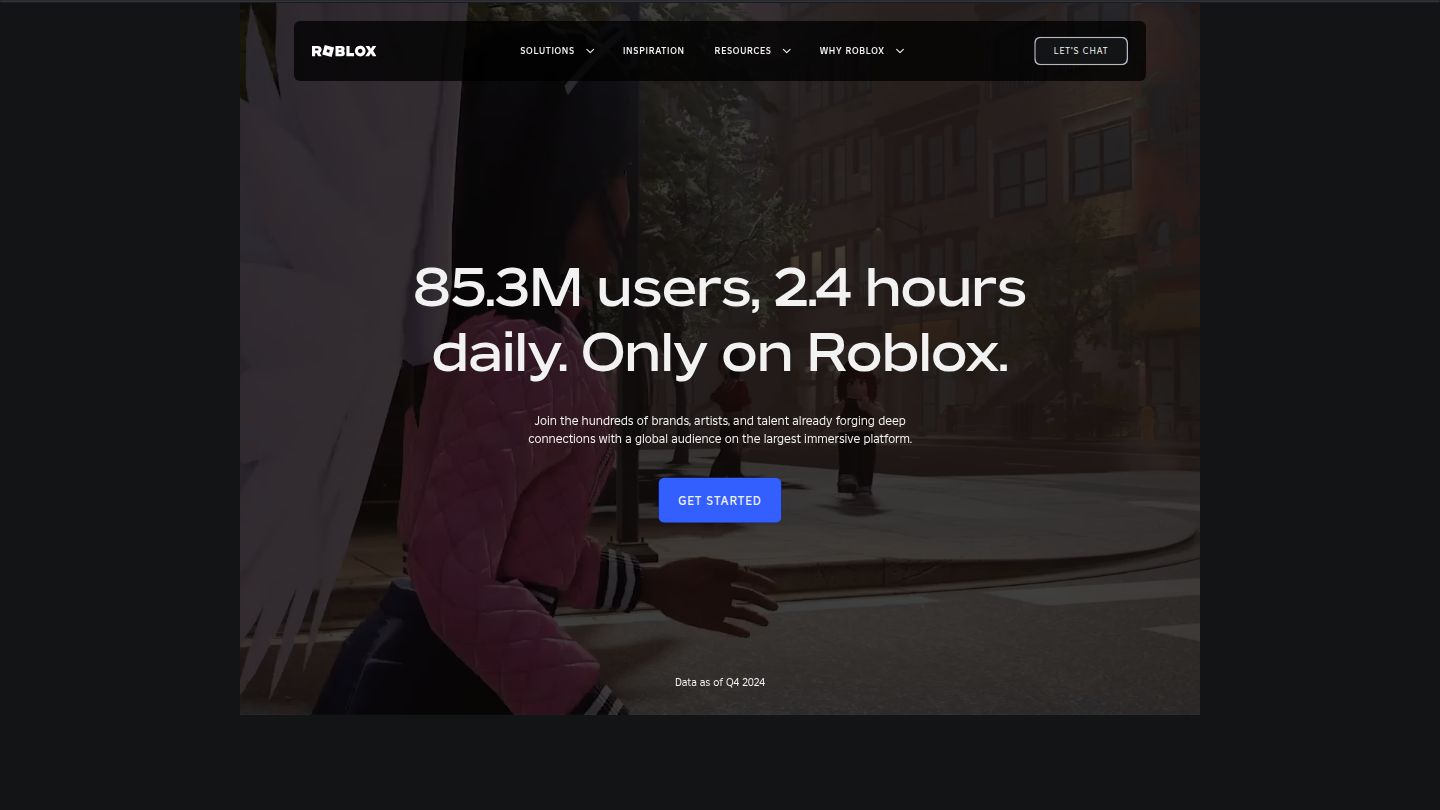 ROBLOX
SOLUTIONS
INSPIRATION
RESOURCES
WHY ROBLOX
LET'S CHAT
85.3M users, 2.4 hours
daily. Only on Roblox.
Join the hundreds of brands, artists, and talent already forging deep
connections with a global audience on the largest immersive platform.
GET STARTED
Data as of Q4 2024